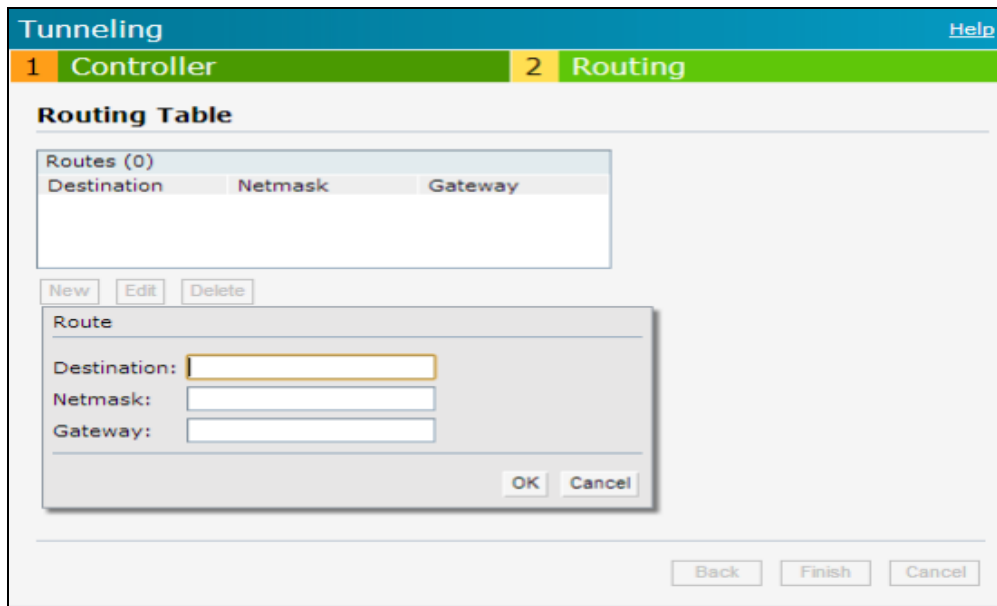 Tunneling Help
1 Controller 2 Routing
Routing Table
Routes (0)
Destination Netmask Gateway
New Edit Delete
Route
Destination:
Netmask:
Gateway:
OK Cancel
Back Finish Cancel